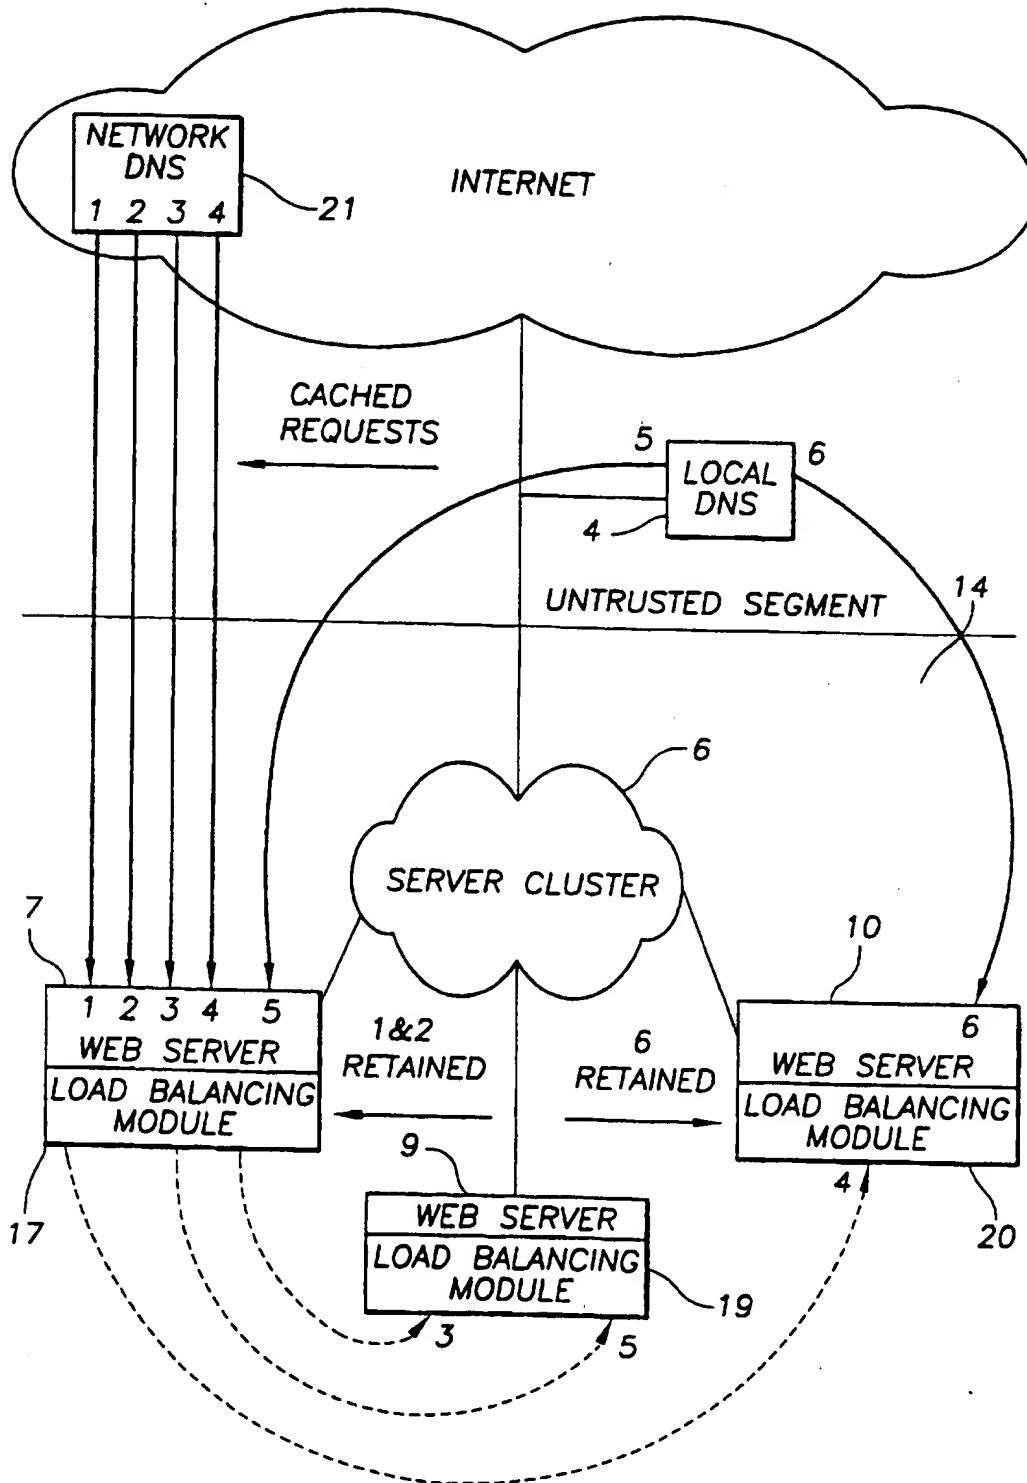 NETWORK
DNS
1 2 3 4
21
INTERNET
CACHED
REQUESTS
5
LOCAL
DNS
6
4
UNTRUSTED SEGMENT
14
6
SERVER CLUSTER
7
1 2 3 4 5
WEB SERVER
LOAD BALANCING
MODULE
17
1&2
RETAINED
6
RETAINED
10
6
WEB SERVER
LOAD BALANCING
MODULE
4
20
9
WEB SERVER
LOAD BALANCING
MODULE
19
3
5